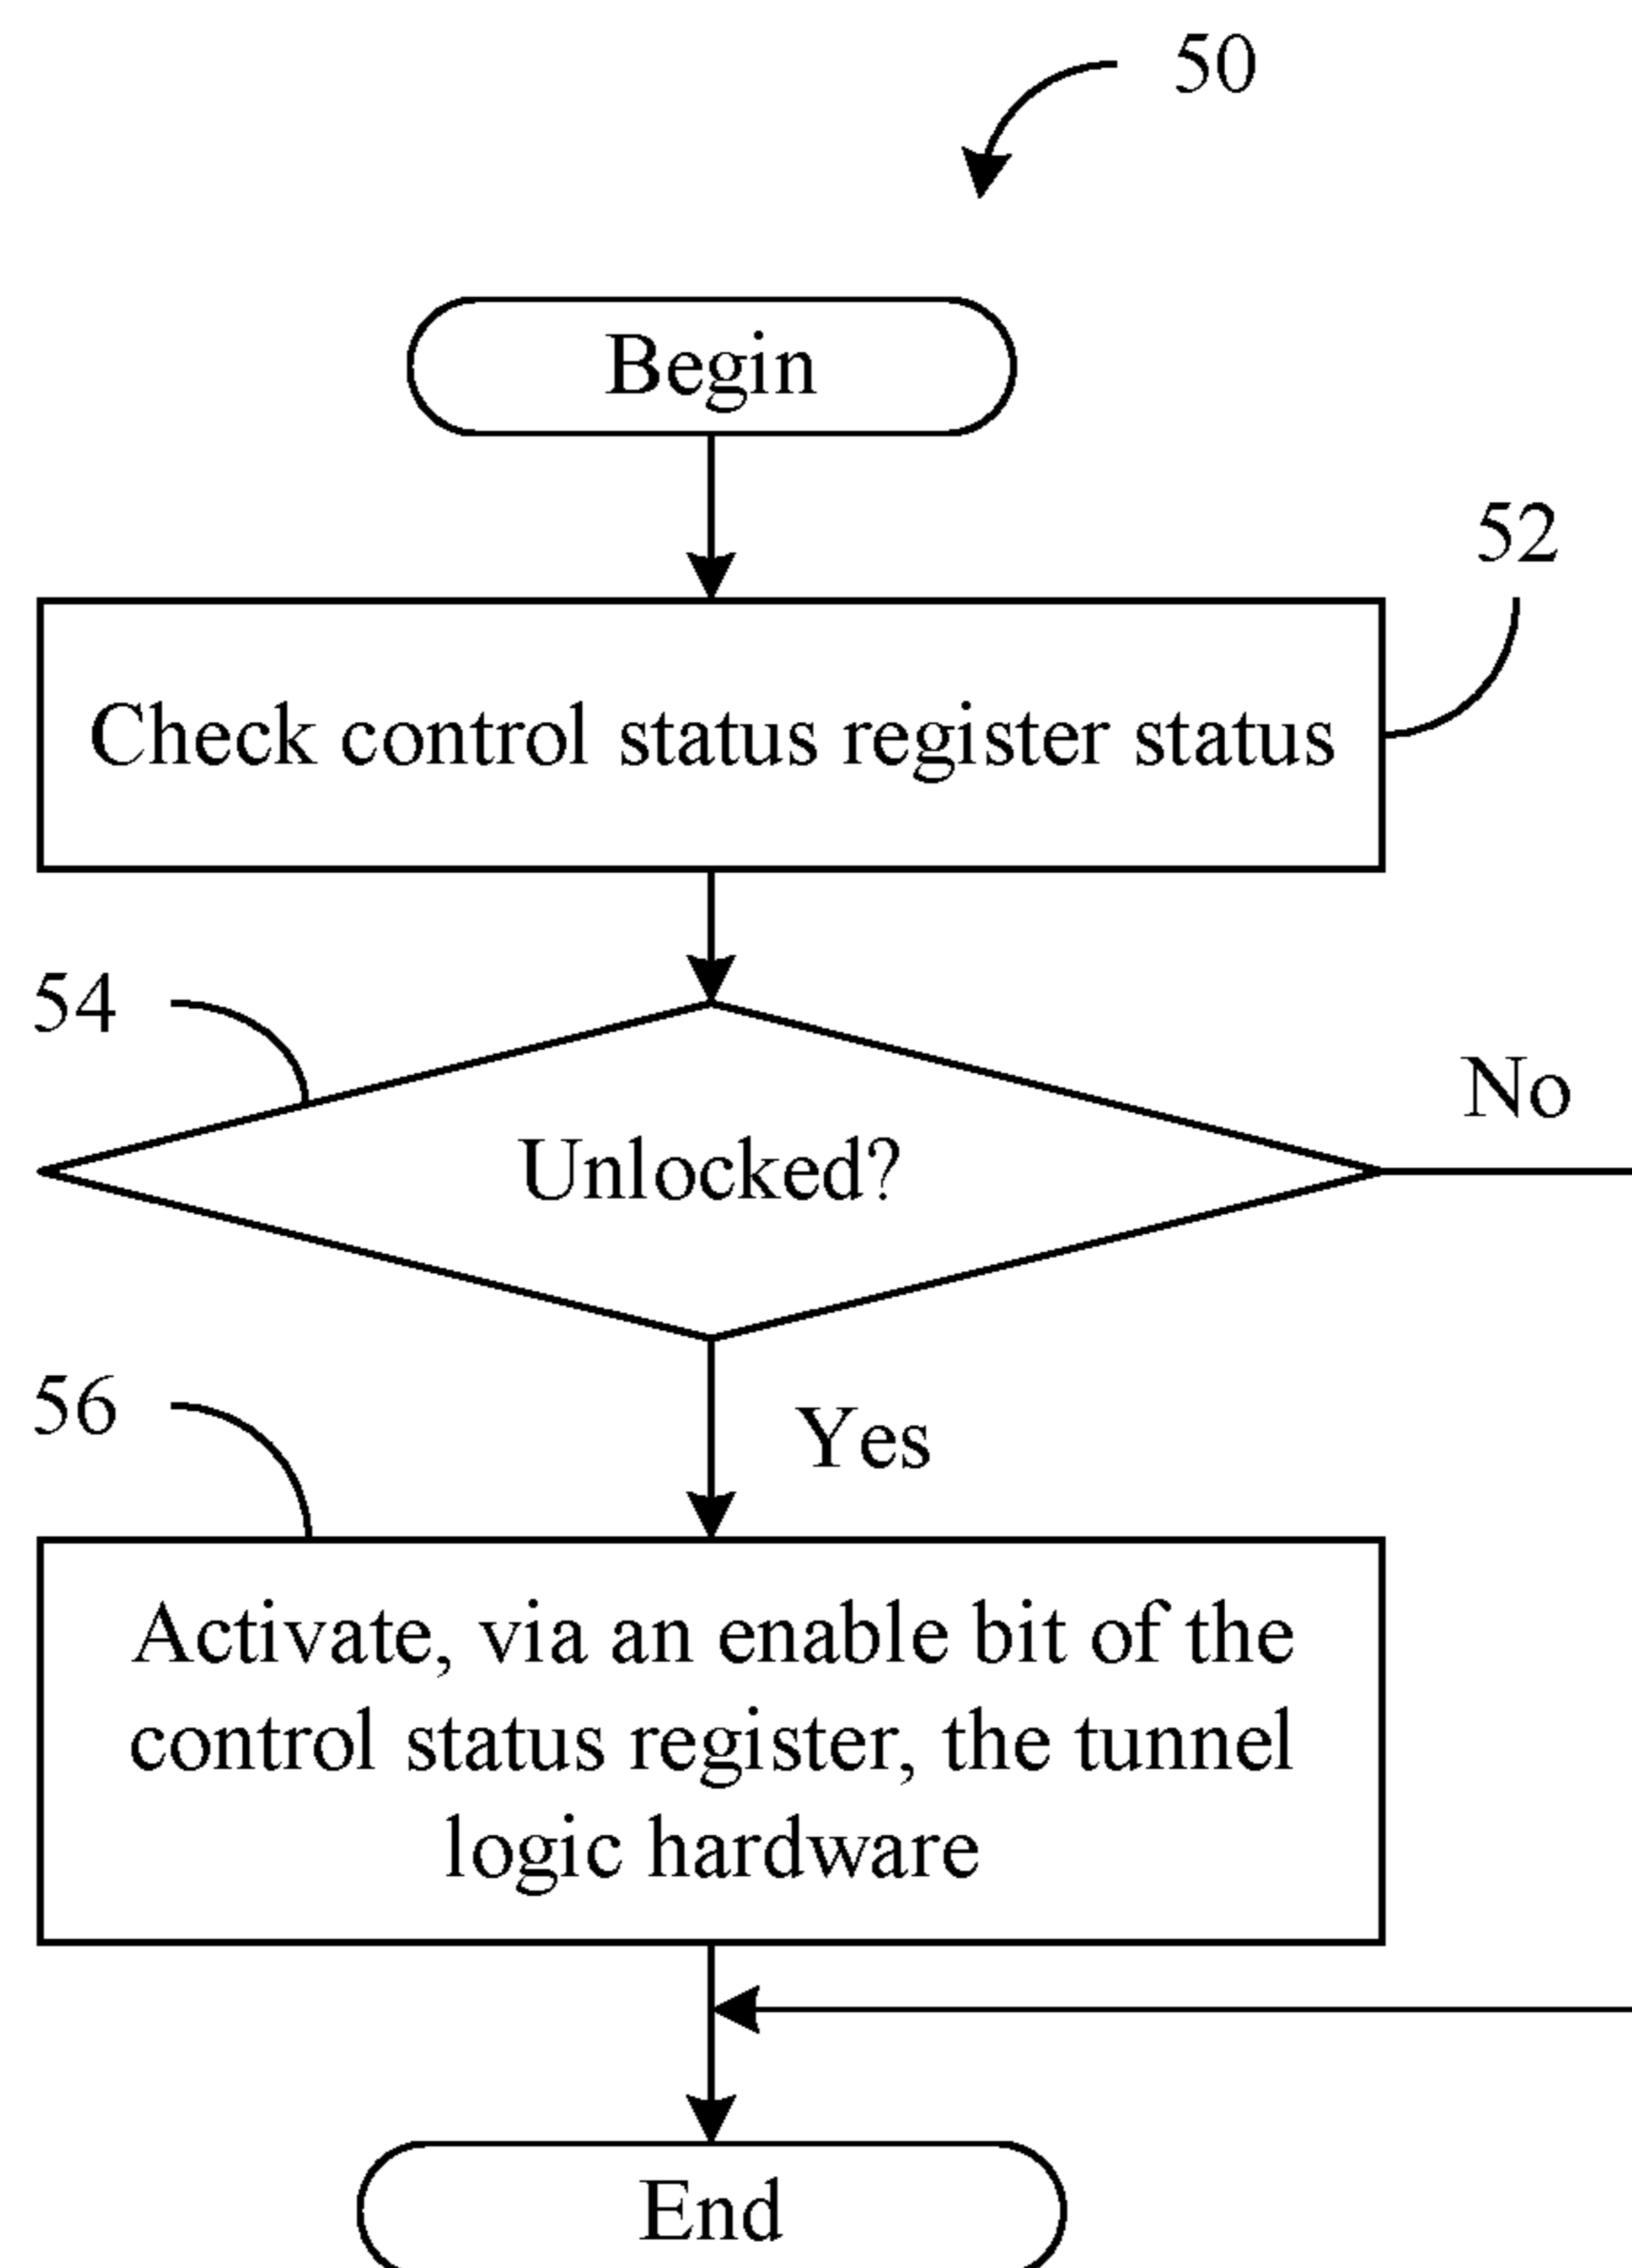 50
Begin
52
Check control status register status
54
No
Unlocked?
56
Yes
Activate, via an enable bit of the
control status register, the tunnel
logic hardware
End